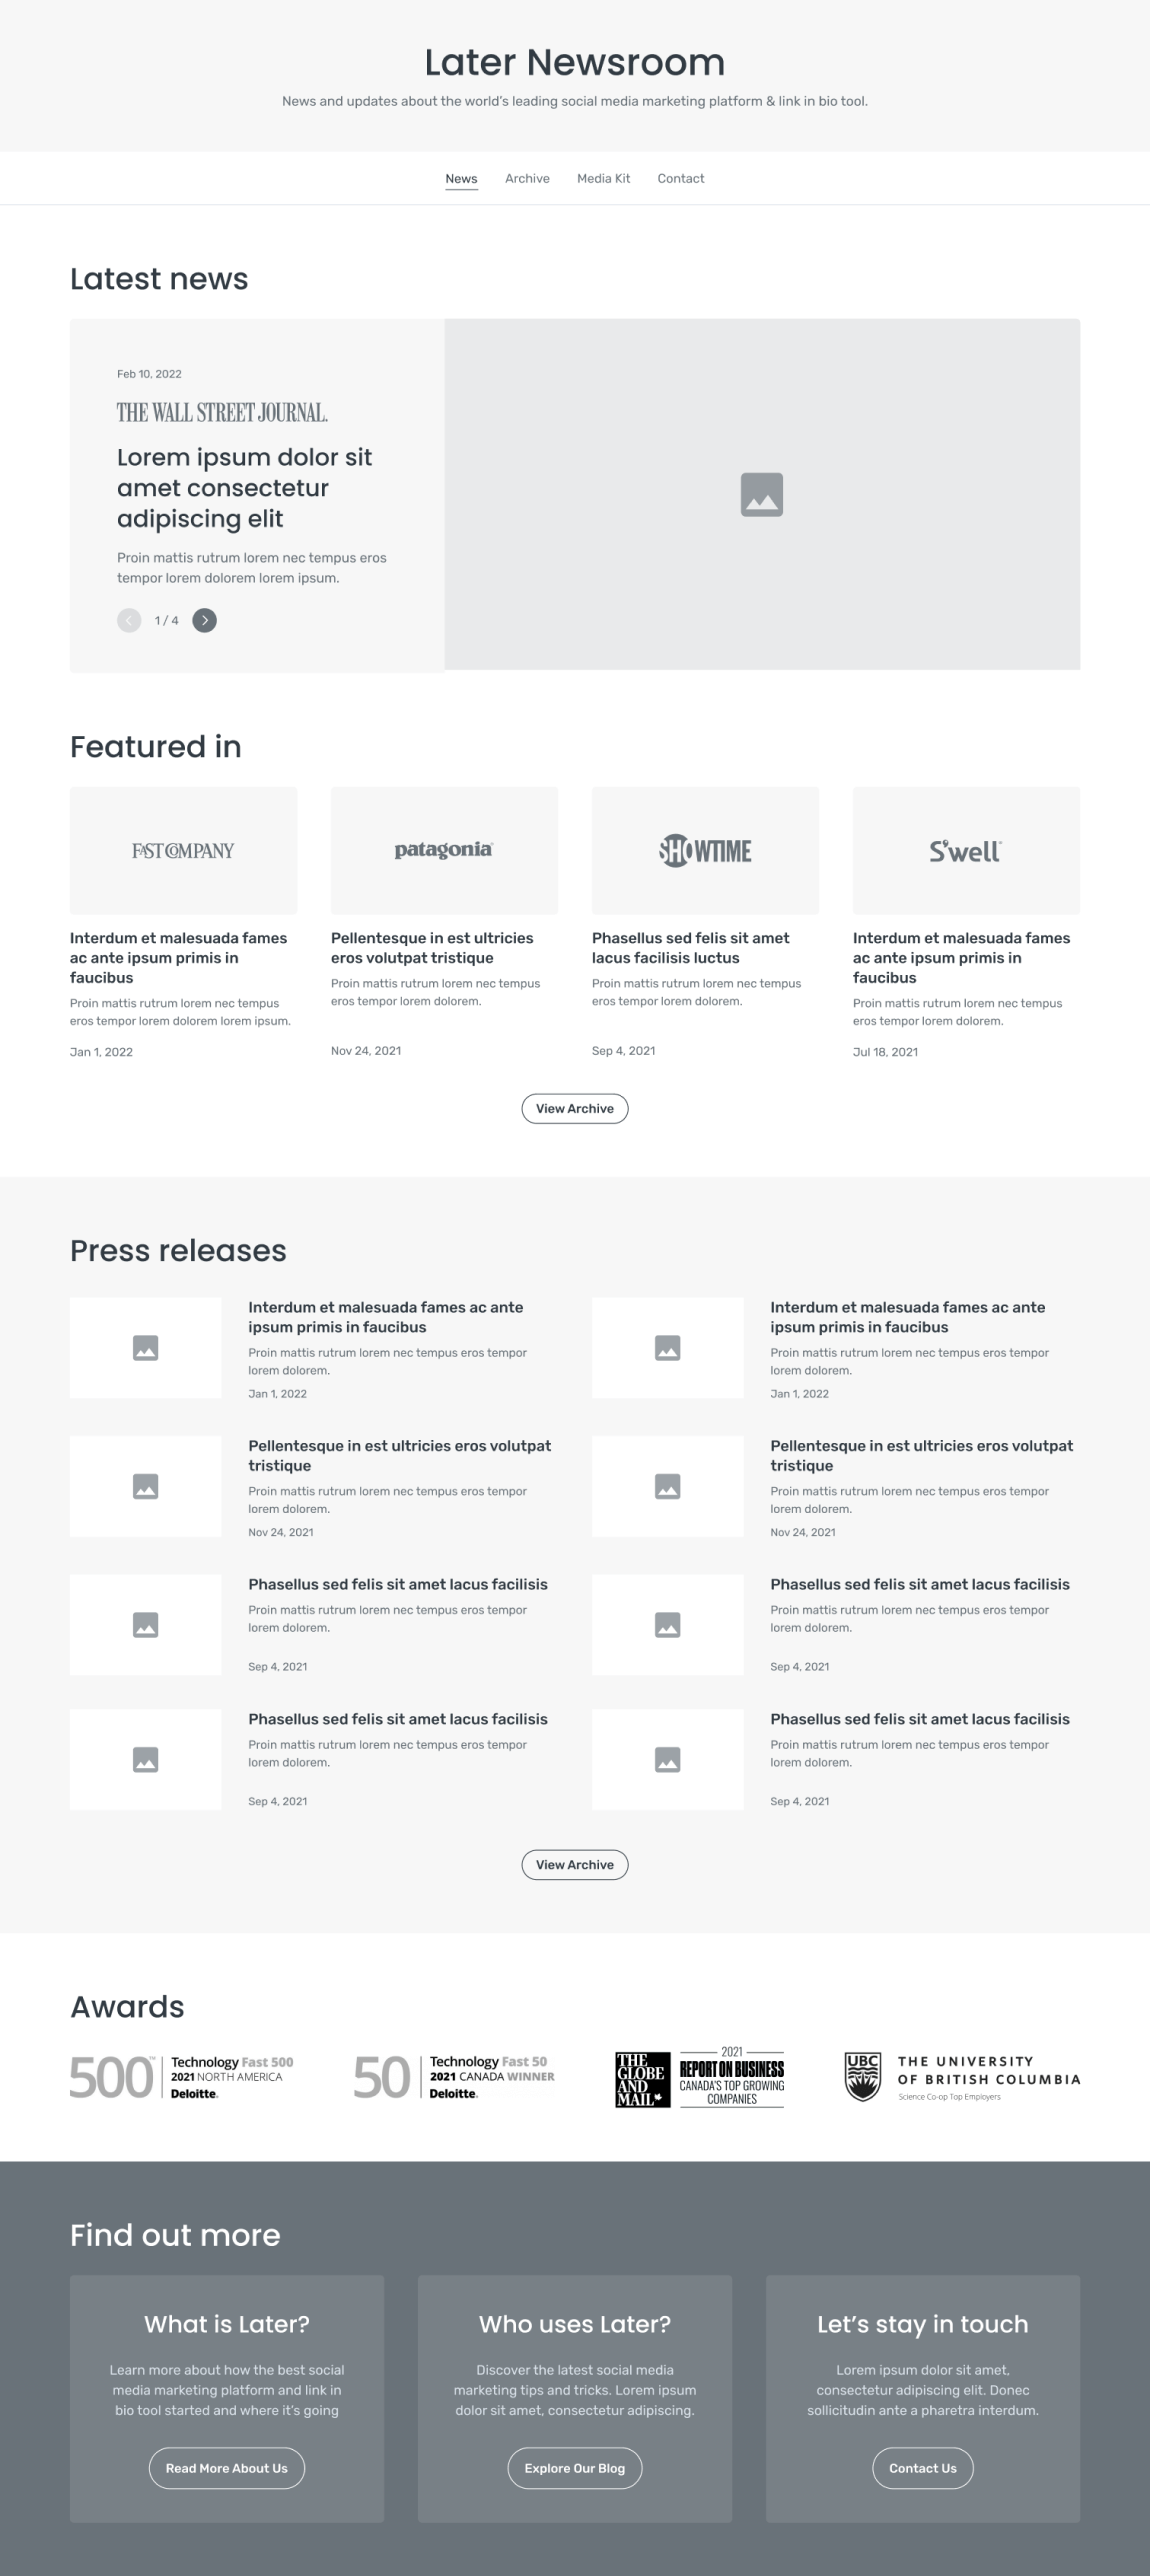 Later Newsroom
News and updates about the world's leading social media marketing platform & link in bio tool.
News
Archive
Media Kit
Contact
Latest news
Feb 10, 2022
THE WALL STREET JOURNAL.
Lorem ipsum dolor sit
amet consectetur
adipiscing elit
Proin mattis rutrum lorem nec tempus eros
tempor lorem dolorem lorem ipsum.
1 / 4
Featured in
FAST COMPANY
Interdum et malesuada fames
ac ante ipsum primis in
faucibus
Proin mattis rutrum lorem nec tempus
eros tempor lorem dolorem lorem ipsum.
Jan 1, 2022
patagonia
Pellentesque in est ultricies
eros volutpat tristique
Proin mattis rutrum lorem nec tempus
eros tempor lorem dolorem.
Nov 24, 2021
SHOWTIME
Phasellus sed felis sit amet
lacus facilisis luctus
Proin mattis rutrum lorem nec tempus
eros tempor lorem dolorem.
Sep 4, 2021
S'well
Interdum et malesuada fames
ac ante ipsum primis in
faucibus
Proin mattis rutrum lorem nec tempus
eros tempor lorem dolorem.
Jul 18, 2021
View Archive
Press releases
Interdum et malesuada fames ac ante
ipsum primis in faucibus
Proin mattis rutrum lorem nec tempus eros tempor
lorem dolorem.
Jan 1, 2022
Interdum et malesuada fames ac ante
ipsum primis in faucibus
Proin mattis rutrum lorem nec tempus eros tempor
lorem dolorem.
Jan 1, 2022
Pellentesque in est ultricies eros volutpat
tristique
Proin mattis rutrum lorem nec tempus eros tempor
lorem dolorem.
Nov 24, 2021
Pellentesque in est ultricies eros volutpat
tristique
Proin mattis rutrum lorem nec tempus eros tempor
lorem dolorem.
Nov 24, 2021
Phasellus sed felis sit amet lacus facilisis
Proin mattis rutrum lorem nec tempus eros tempor
lorem dolorem.
Sep 4, 2021
Phasellus sed felis sit amet lacus facilisis
Proin mattis rutrum lorem nec tempus eros tempor
lorem dolorem.
Sep 4, 2021
Phasellus sed felis sit amet lacus facilisis
Proin mattis rutrum lorem nec tempus eros tempor
lorem dolorem.
Sep 4, 2021
Phasellus sed felis sit amet lacus facilisis
Proin mattis rutrum lorem nec tempus eros tempor
lorem dolorem.
Sep 4, 2021
View Archive
Awards
500™
Technology Fast 500
2021 NORTH AMERICA
Deloitte.
50
Technology Fast 50
2021 CANADA WINNER
Deloitte.
THE
GLOBE
AND
MAIL
2021
REPORT ON BUSINESS
CANADA'S TOP GROWING
COMPANIES
UBC
THE UNIVERSITY
OF BRITISH COLUMBIA
Science Co-op Top Employers
Find out more
What is Later?
Learn more about how the best social
media marketing platform and link in
bio tool started and where it's going
Read More About Us
Who uses Later?
Discover the latest social media
marketing tips and tricks. Lorem ipsum
dolor sit amet, consectetur adipiscing.
Explore Our Blog
Let's stay in touch
Lorem ipsum dolor sit amet,
consectetur adipiscing elit. Donec
sollicitudin ante a pharetra interdum.
Contact Us